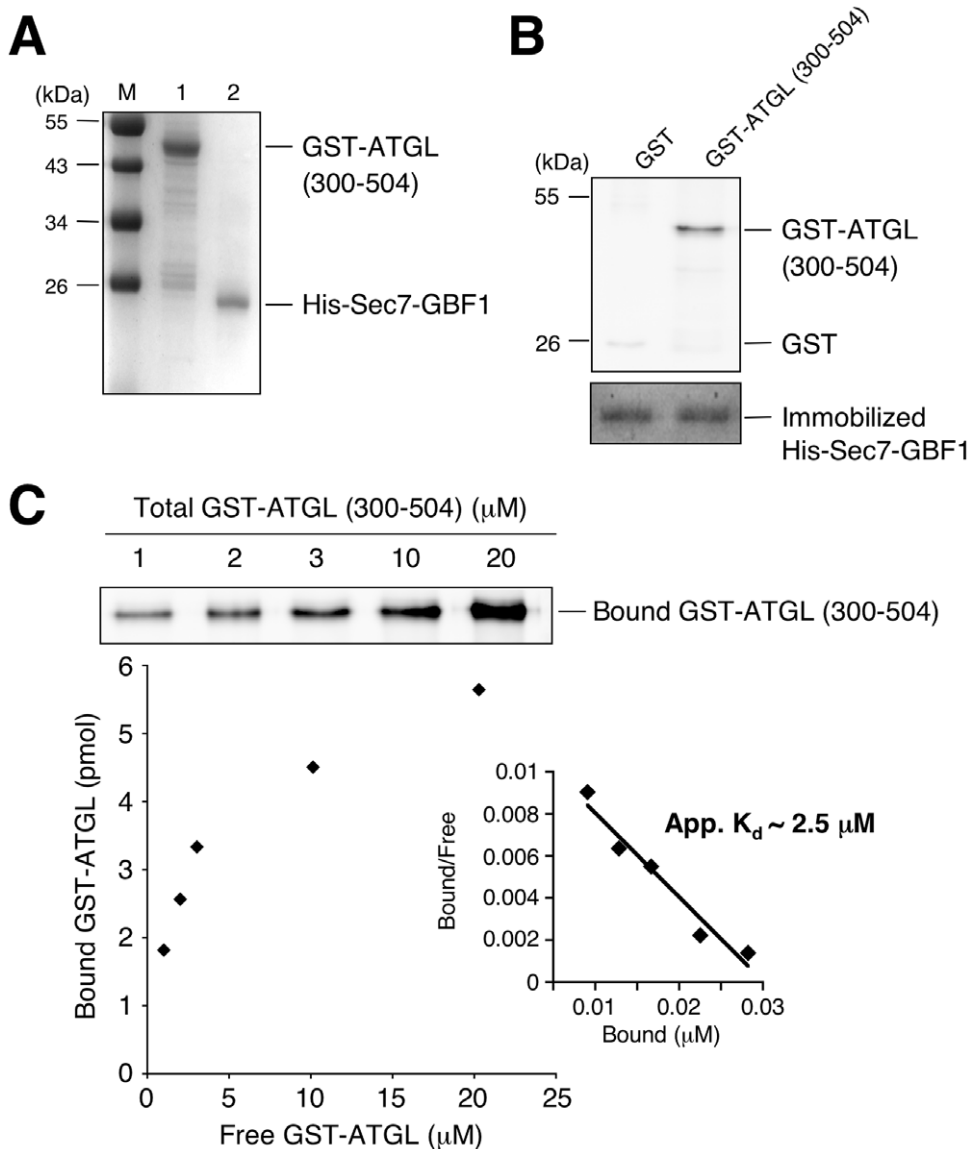 A
(kDa) M 1 2
55
43
34
26
GST-ATGL
(300-504)
His-Sec7-GBF1
B
GST
GST-ATGL (300-504)
(kDa)
55
26
GST-ATGL
(300-504)
GST
Immobilized
His-Sec7-GBF1
C
Total GST-ATGL (300-504) (μM)
1 2 3 10 20
Bound GST-ATGL (300-504)
Bound GST-ATGL (pmol)
6
5
4
3
2
1
0
0 5 10 15 20 25
Free GST-ATGL (μM)
Bound/Free
0.01
0.008
0.006
0.004
0.002
0
0.01 0.02 0.03
Bound (μM)
App. Kd ~ 2.5 μM